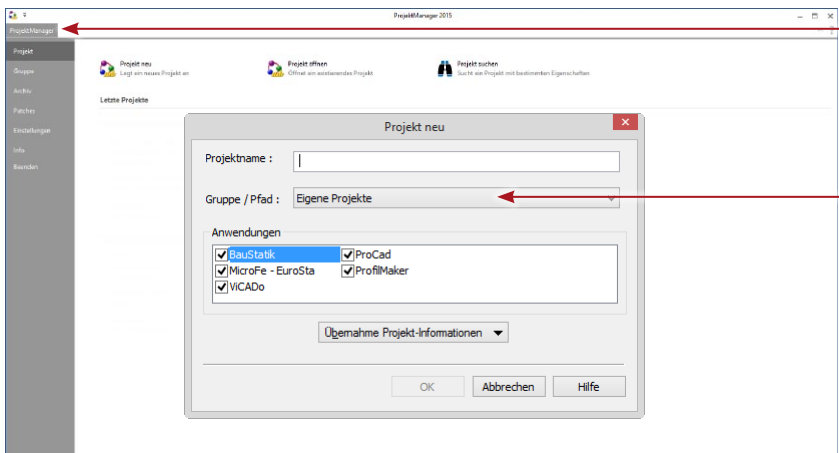 ProjektManager 2015
ProjektManager
Projekt
Gruppe
Archiv
Patches
Einstellungen
Info
Beenden
Projekt neu
Legt ein neues Projekt an
Projekt öffnen
Öffnet ein existierendes Projekt
Projekt suchen
Sucht ein Projekt mit bestimmten Eigenschaften
Letzte Projekte
Projekt neu
Projektname :
Gruppe / Pfad : Eigene Projekte
Anwendungen
BauStatik ProCad
MicroFe - EuroSta ProfilMaker
ViCADo
Übernahme Projekt-Informationen
OK Abbrechen Hilfe